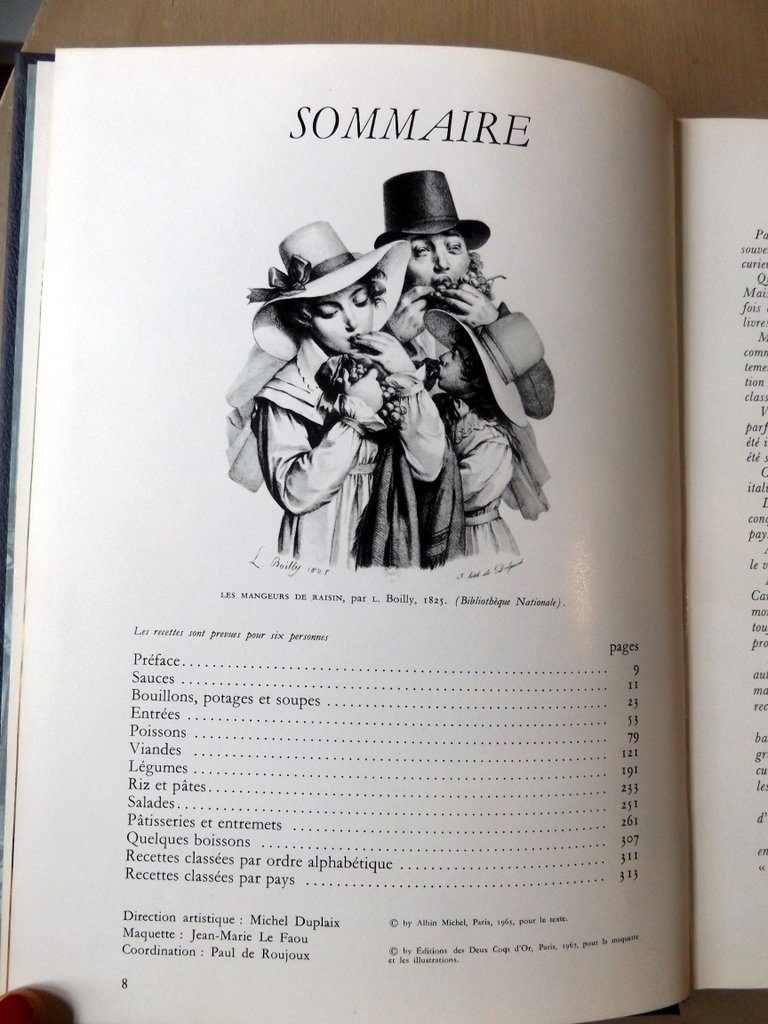 SOMMAIRE
L Boilly 1825
LES MANGEURS DE RAISIN, par L. Boilly, 1825. (Bibliothèque Nationale).
Les recettes sont prevues pour six personnes
pages
Préface 9
Sauces 11
Bouillons, potages et soupes 23
Entrées 53
Poissons 79
Viandes 121
Légumes 191
Riz et pâtes 233
Salades 251
Pâtisseries et entremets 261
Quelques boissons 307
Recettes classées par ordre alphabétique 311
Recettes classées par pays 313
Direction artistique : Michel Duplaix
Maquette : Jean-Marie Le Faou
Coordination : Paul de Roujoux
© by Albin Michel, Paris, 1965, pour le texte.
© by Éditions des Deux Coqs d'Or, Paris, 1967, pour la maquette
et les illustrations.
8